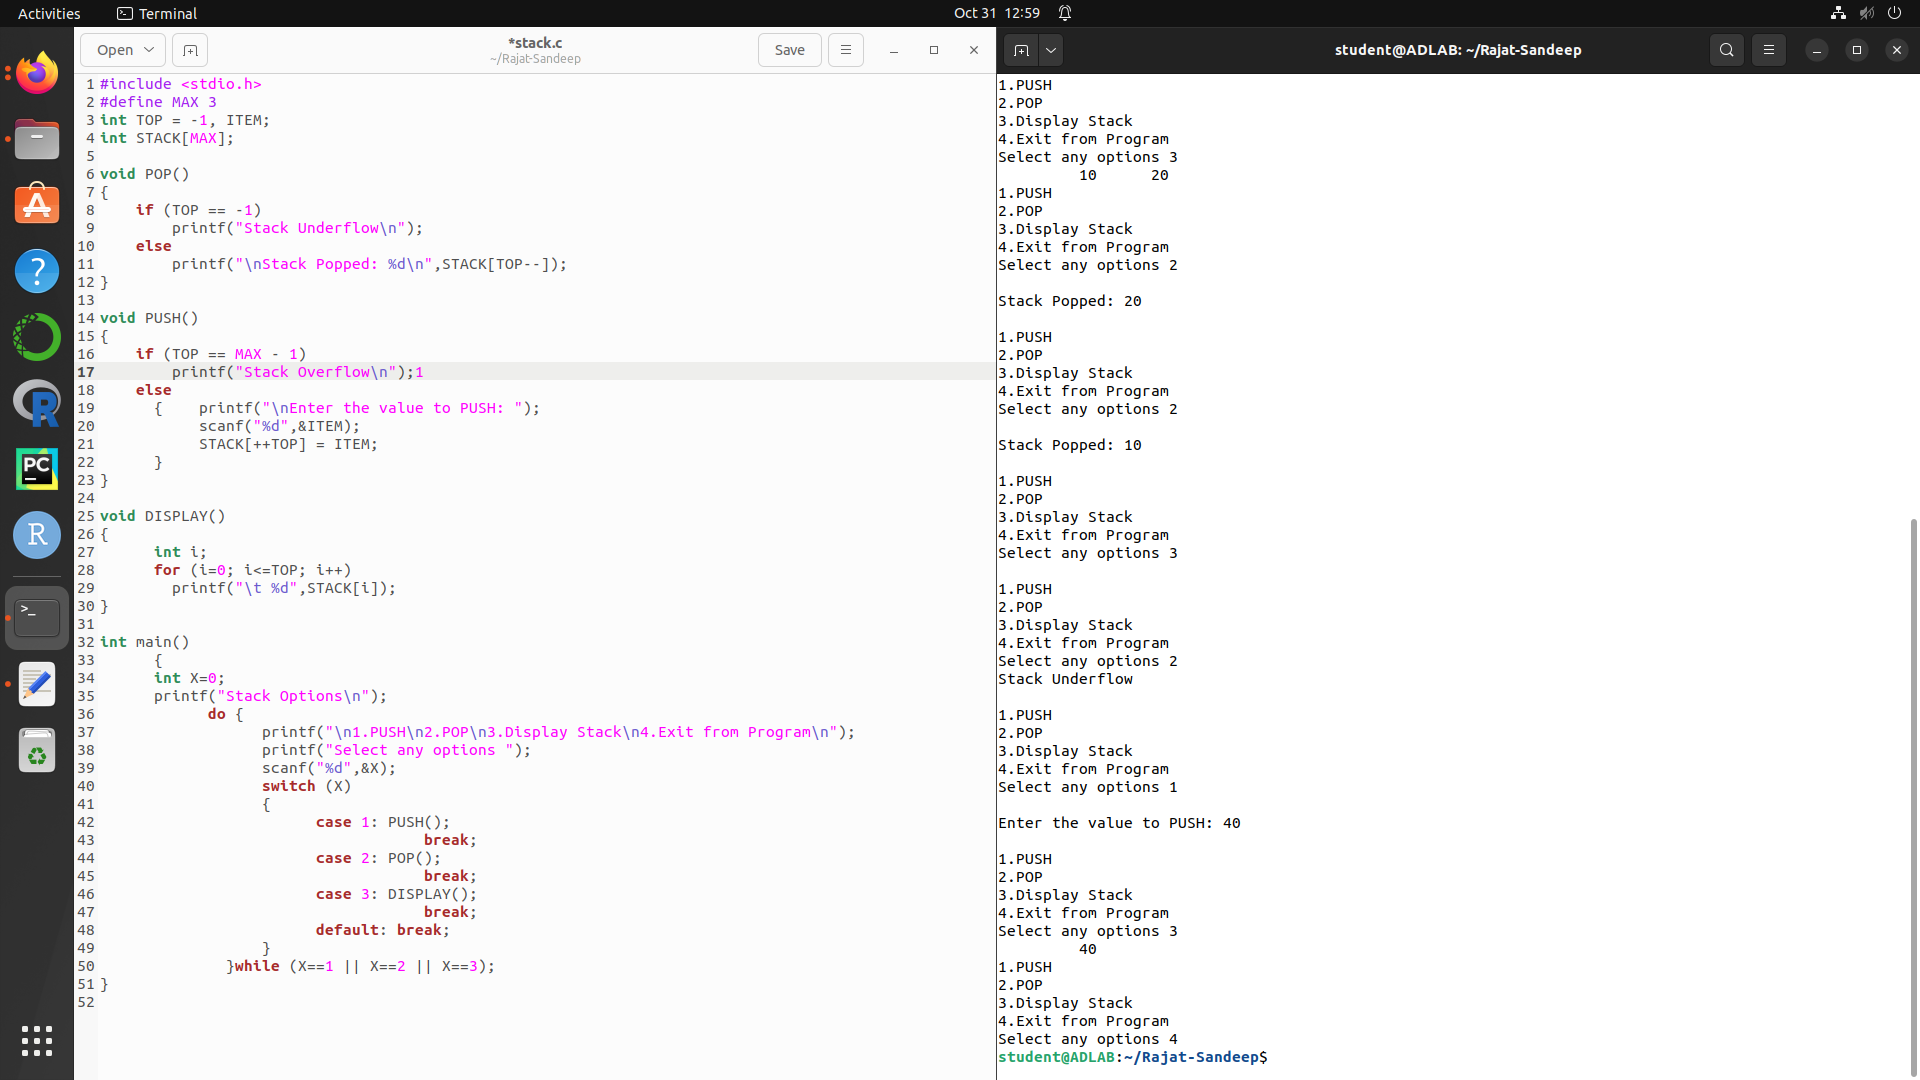 Activities Terminal Oct 31 12:59
Open *stack.c Save
~/Rajat-Sandeep
1 #include <stdio.h>
2 #define MAX 3
3 int TOP = -1, ITEM;
4 int STACK[MAX];
5
6 void POP()
7 {
8     if (TOP == -1)
9         printf("Stack Underflow\n");
10     else
11         printf("\nStack Popped: %d\n",STACK[TOP--]);
12 }
13
14 void PUSH()
15 {
16     if (TOP == MAX - 1)
17         printf("Stack Overflow\n");1
18     else
19       {    printf("\nEnter the value to PUSH: ");
20            scanf("%d",&ITEM);
21            STACK[++TOP] = ITEM;
22       }
23 }
24
25 void DISPLAY()
26 {
27       int i;
28       for (i=0; i<=TOP; i++)
29         printf("\t %d",STACK[i]);
30 }
31
32 int main()
33       {
34       int X=0;
35       printf("Stack Options\n");
36             do {
37                   printf("\n1.PUSH\n2.POP\n3.Display Stack\n4.Exit from Program\n");
38                   printf("Select any options ");
39                   scanf("%d",&X);
40                   switch (X)
41                   {
42                         case 1: PUSH();
43                                     break;
44                         case 2: POP();
45                                     break;
46                         case 3: DISPLAY();
47                                     break;
48                         default: break;
49                   }
50               }while (X==1 || X==2 || X==3);
51 }
52
student@ADLAB: ~/Rajat-Sandeep
1.PUSH
2.POP
3.Display Stack
4.Exit from Program
Select any options 3
         10      20
1.PUSH
2.POP
3.Display Stack
4.Exit from Program
Select any options 2
Stack Popped: 20
1.PUSH
2.POP
3.Display Stack
4.Exit from Program
Select any options 2
Stack Popped: 10
1.PUSH
2.POP
3.Display Stack
4.Exit from Program
Select any options 3
1.PUSH
2.POP
3.Display Stack
4.Exit from Program
Select any options 2
Stack Underflow
1.PUSH
2.POP
3.Display Stack
4.Exit from Program
Select any options 1
Enter the value to PUSH: 40
1.PUSH
2.POP
3.Display Stack
4.Exit from Program
Select any options 3
         40
1.PUSH
2.POP
3.Display Stack
4.Exit from Program
Select any options 4
student@ADLAB:~/Rajat-Sandeep$
A
?
R
PC
R
>_